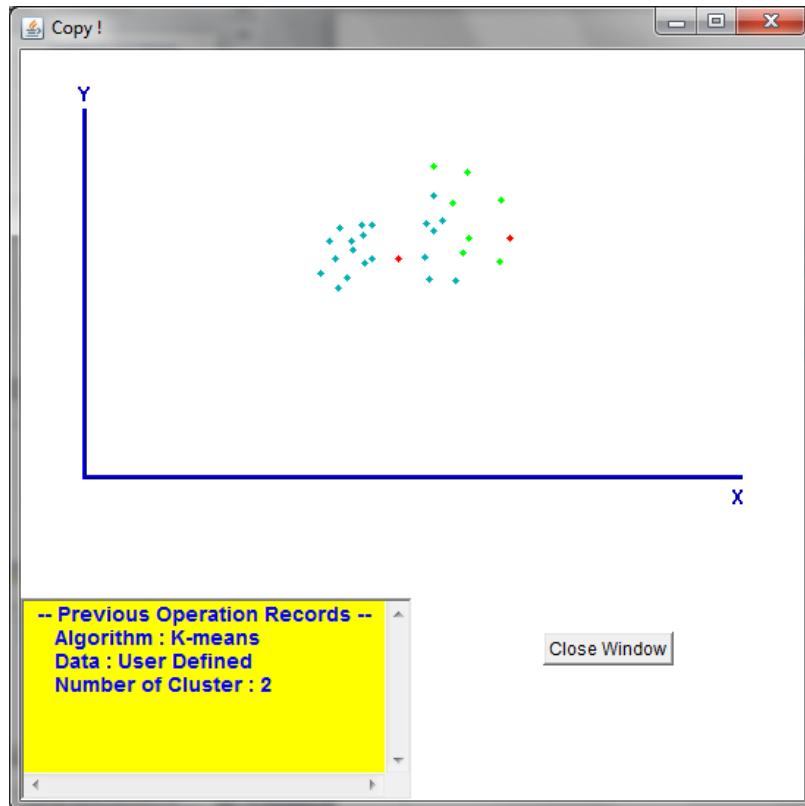 Copy !
Y
X
-- Previous Operation Records --
Algorithm : K-means
Data : User Defined
Number of Cluster : 2
Close Window